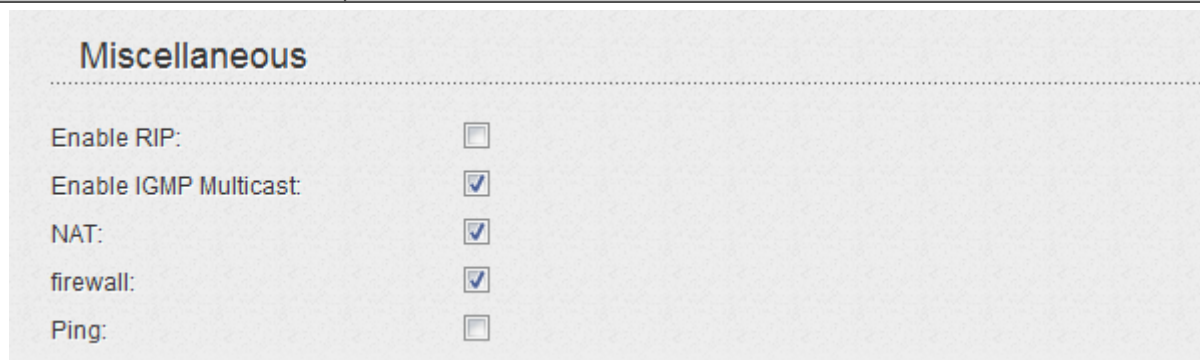 Miscellaneous
Enable RIP:
Enable IGMP Multicast:
NAT:
firewall:
Ping: